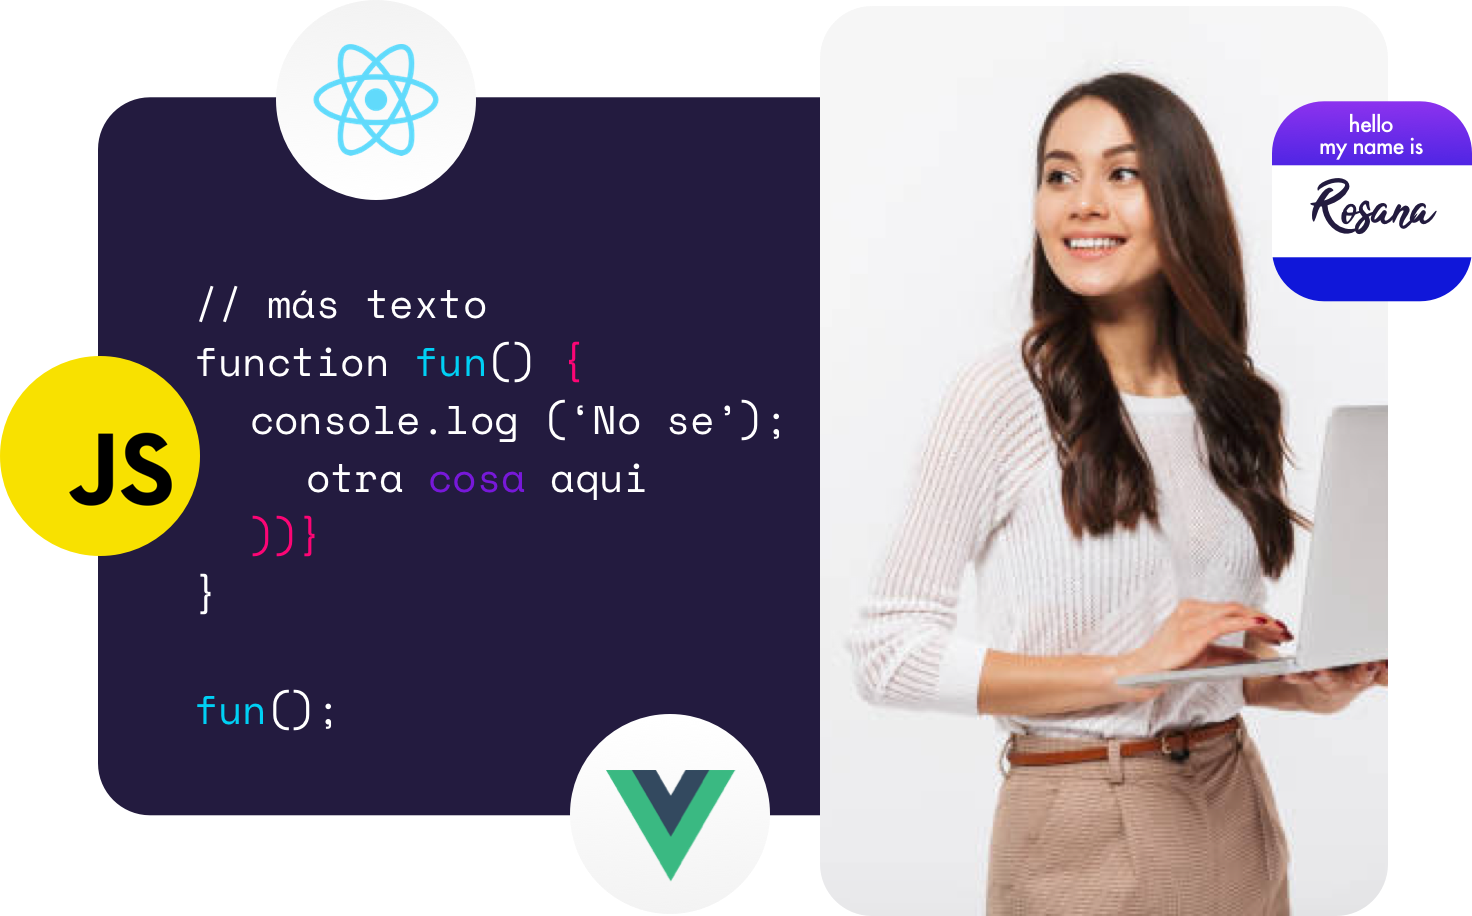 // más texto
function fun() {
console.log (‘No se’);
otra cosa aqui
))}
}
fun();
JS
hello
my name is
Rosana